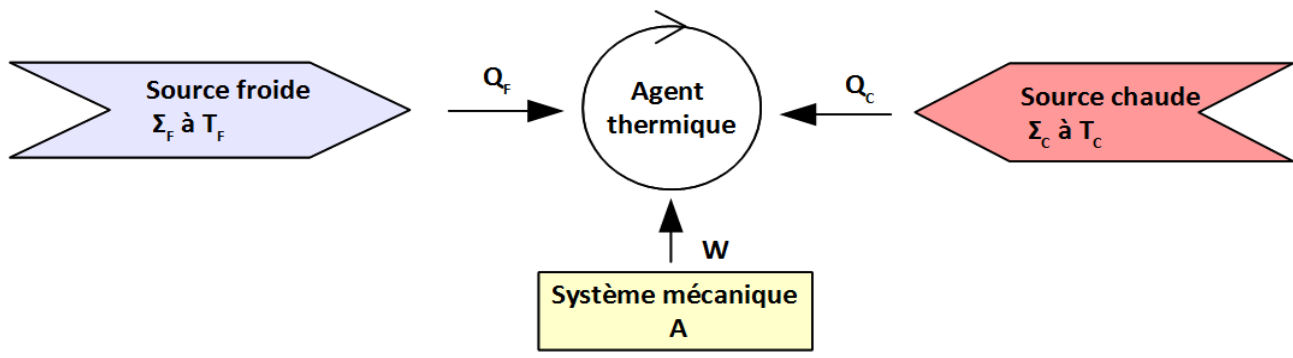 Source froide
Σ_F à T_F
Q_F
Agent
thermique
Q_C
Source chaude
Σ_C à T_C
W
Système mécanique
A